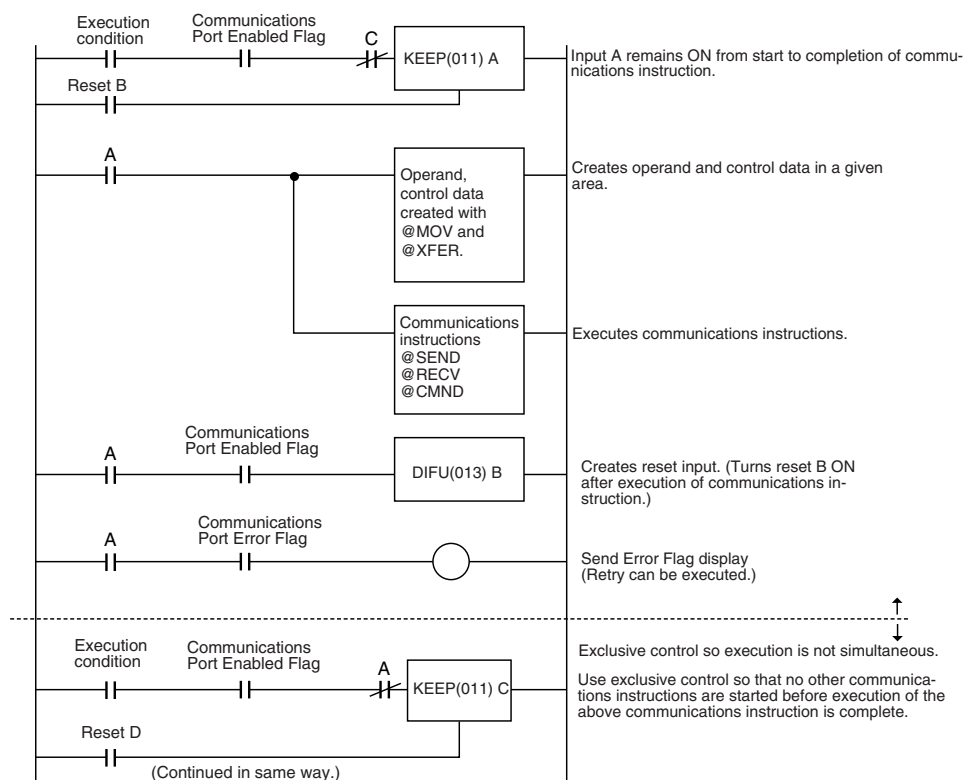 Execution
condition
Communications
Port Enabled Flag
C
KEEP(011) A
Input A remains ON from start to completion of commu-
nications instruction.
Reset B
A
Operand,
control data
created with
@MOV and
@XFER.
Creates operand and control data in a given
area.
Communications
instructions
@SEND
@RECV
@CMND
Executes communications instructions.
A
Communications
Port Enabled Flag
DIFU(013) B
Creates reset input. (Turns reset B ON
after execution of communications in-
struction.)
A
Communications
Port Error Flag
Send Error Flag display
(Retry can be executed.)
Execution
condition
Communications
Port Enabled Flag
A
KEEP(011) C
Exclusive control so execution is not simultaneous.
Use exclusive control so that no other communica-
tions instructions are started before execution of the
above communications instruction is complete.
Reset D
(Continued in same way.)